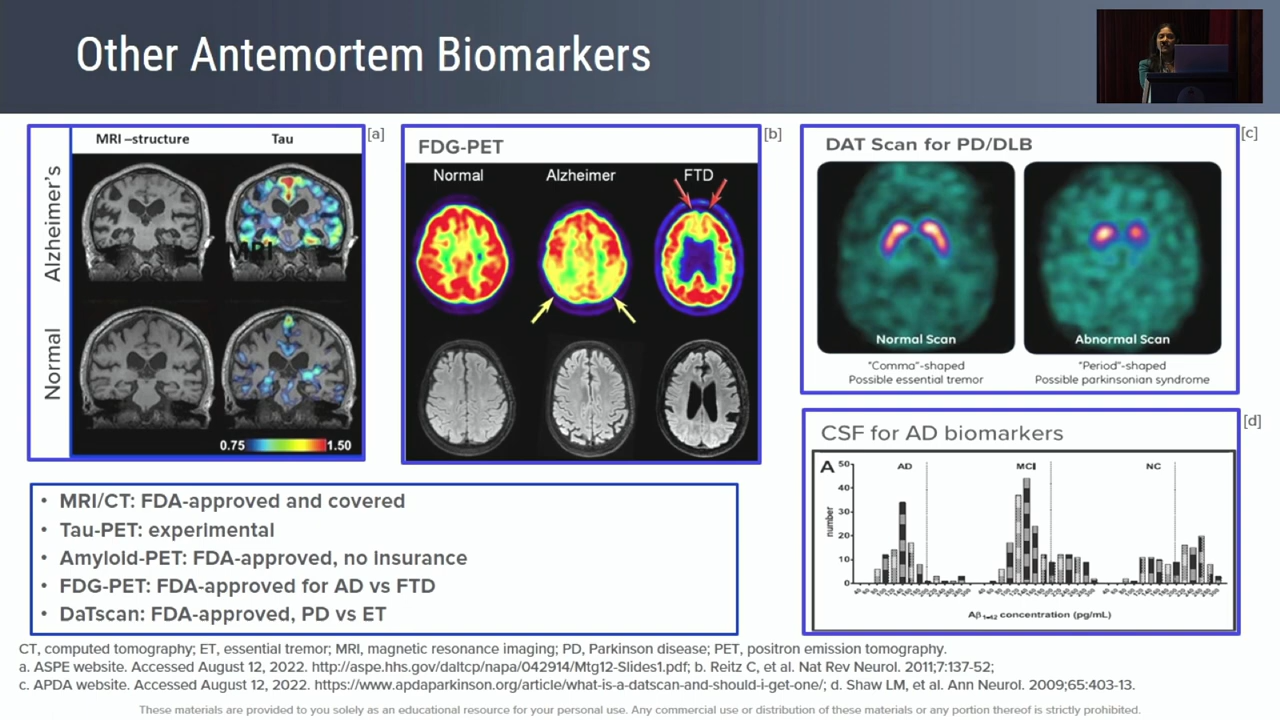 Other Antemortem Biomarkers
MRI –structure
Tau
[a]
Alzheimer's
MRI
Normal
0.75
1.50
FDG-PET
[b]
Normal
Alzheimer
FTD
DAT Scan for PD/DLB
[c]
Normal Scan
Abnormal Scan
"Comma"-shaped
Possible essential tremor
"Period"-shaped
Possible parkinsonian syndrome
CSF for AD biomarkers
[d]
A
AD
MCI
NC
50
40
30
20
10
0
number
Aβ1–42 concentration (pg/mL)
• MRI/CT: FDA-approved and covered
• Tau-PET: experimental
• Amyloid-PET: FDA-approved, no insurance
• FDG-PET: FDA-approved for AD vs FTD
• DaTscan: FDA-approved, PD vs ET
CT, computed tomography; ET, essential tremor; MRI, magnetic resonance imaging; PD, Parkinson disease; PET, positron emission tomography.
a. ASPE website. Accessed August 12, 2022. http://aspe.hhs.gov/daltcp/napa/042914/Mtg12-Slides1.pdf; b. Reitz C, et al. Nat Rev Neurol. 2011;7:137-52;
c. APDA website. Accessed August 12, 2022. https://www.apdaparkinson.org/article/what-is-a-datscan-and-should-i-get-one/; d. Shaw LM, et al. Ann Neurol. 2009;65:403-13.
These materials are provided to you solely as an educational resource for your personal use. Any commercial use or distribution of these materials or any portion thereof is strictly prohibited.